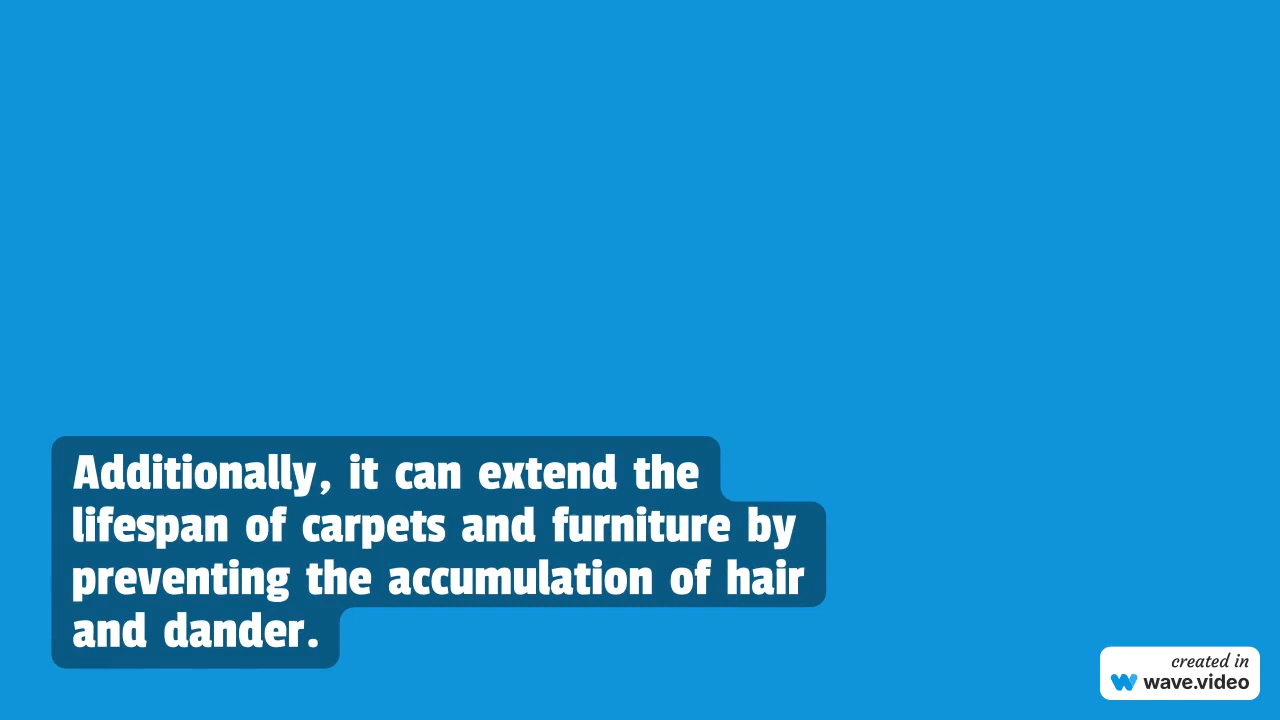 Additionally, it can extend the
lifespan of carpets and furniture by
preventing the accumulation of hair
and dander.
created in
wave.video